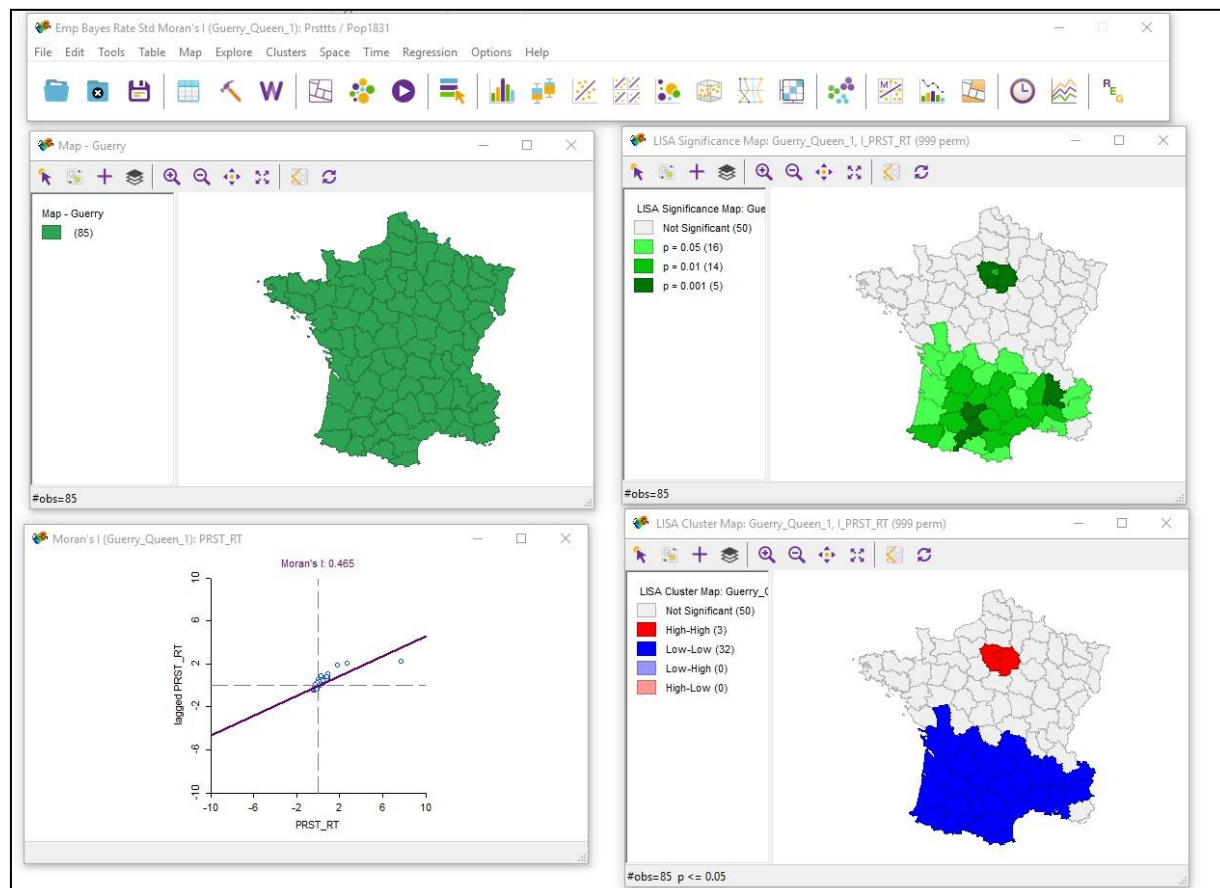 Emp Bayes Rate Std Moran's I (Guerry_Queen_1): Prsttts / Pop1831
File Edit Tools Table Map Explore Clusters Space Time Regression Options Help
W
M
R E G
Map - Guerry
Map - Guerry
(85)
#obs=85
LISA Significance Map: Guerry_Queen_1, I_PRST_RT (999 perm)
LISA Significance Map: Gue
Not Significant (50)
p = 0.05 (16)
p = 0.01 (14)
p = 0.001 (5)
#obs=85
Moran's I (Guerry_Queen_1): PRST_RT
Moran's I: 0.465
lagged PRST_RT
10
6
2
-2
-6
-10
-10 -6 -2 2 6 10
PRST_RT
LISA Cluster Map: Guerry_Queen_1, I_PRST_RT (999 perm)
LISA Cluster Map: Guerry_Q
Not Significant (50)
High-High (3)
Low-Low (32)
Low-High (0)
High-Low (0)
#obs=85 p <= 0.05